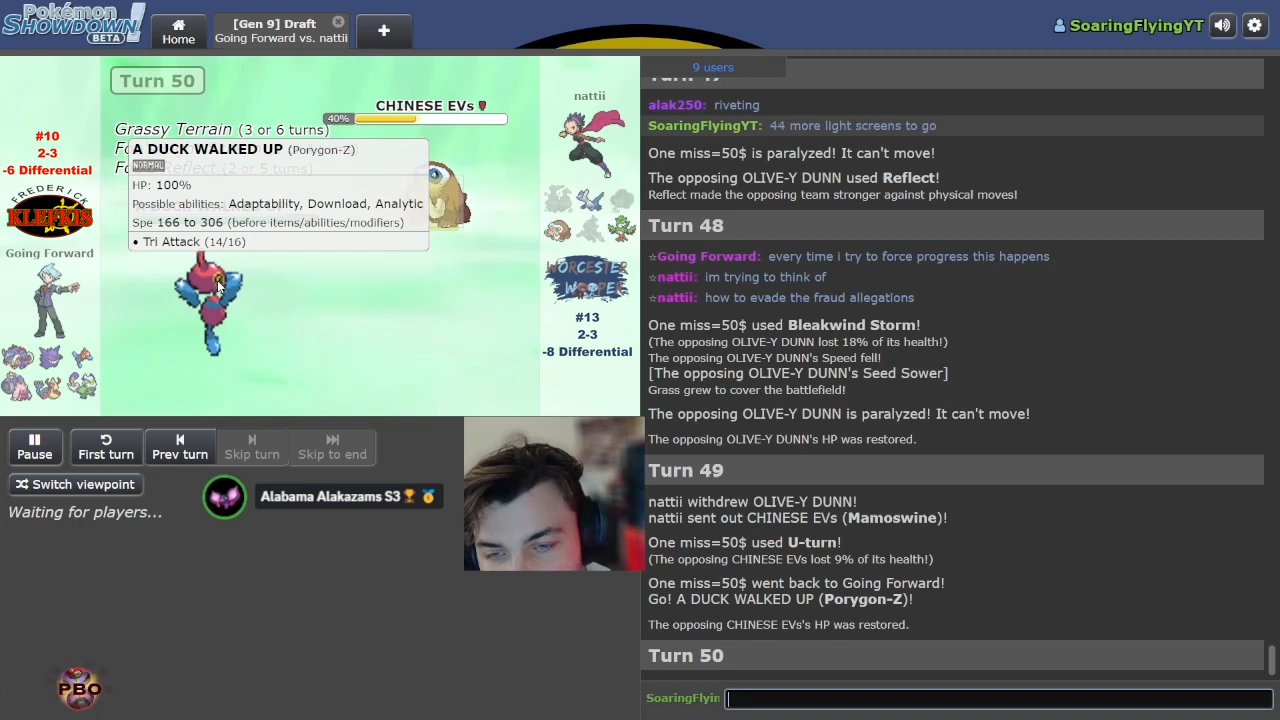 Pokémon
SHOWDOWN!
BETA
Home
[Gen 9] Draft
Going Forward vs. nattii
+
SoaringFlyingYT
Turn 50
Grassy Terrain (3 or 6 turns)
Reflect (2 or 5 turns)
CHINESE EVs
40%
A DUCK WALKED UP (Porygon-Z)
NORMAL
HP: 100%
Possible abilities: Adaptability, Download, Analytic
Spe 166 to 306 (before items/abilities/modifiers)
• Tri Attack (14/16)
#10
2-3
-6 Differential
FREDERICK
KLEFKIS
Going Forward
nattii
WORCESTER
WOOPER
#13
2-3
-8 Differential
Pause
First turn
Prev turn
Skip turn
Skip to end
Switch viewpoint
Waiting for players...
Alabama Alakazams S3
PBO
9 users
alak250: riveting
SoaringFlyingYT: 44 more light screens to go
One miss=50$ is paralyzed! It can't move!
The opposing OLIVE-Y DUNN used Reflect!
Reflect made the opposing team stronger against physical moves!
Turn 48
☆Going Forward: every time i try to force progress this happens
☆nattii: im trying to think of
☆nattii: how to evade the fraud allegations
One miss=50$ used Bleakwind Storm!
(The opposing OLIVE-Y DUNN lost 18% of its health!)
The opposing OLIVE-Y DUNN's Speed fell!
[The opposing OLIVE-Y DUNN's Seed Sower]
Grass grew to cover the battlefield!
The opposing OLIVE-Y DUNN is paralyzed! It can't move!
The opposing OLIVE-Y DUNN's HP was restored.
Turn 49
nattii withdrew OLIVE-Y DUNN!
nattii sent out CHINESE EVs (Mamoswine)!
One miss=50$ used U-turn!
(The opposing CHINESE EVs lost 9% of its health!)
One miss=50$ went back to Going Forward!
Go! A DUCK WALKED UP (Porygon-Z)!
The opposing CHINESE EVs's HP was restored.
Turn 50
SoaringFlyin